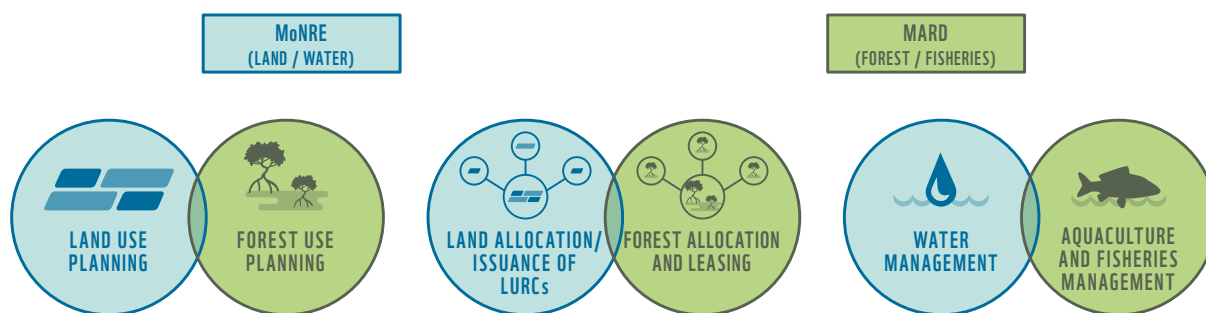 MoNRE
(LAND / WATER)
MARD
(FOREST / FISHERIES)
LAND USE
PLANNING
FOREST USE
PLANNING
LAND ALLOCATION/
ISSUANCE OF
LURCs
FOREST ALLOCATION
AND LEASING
WATER
MANAGEMENT
AQUACULTURE
AND FISHERIES
MANAGEMENT